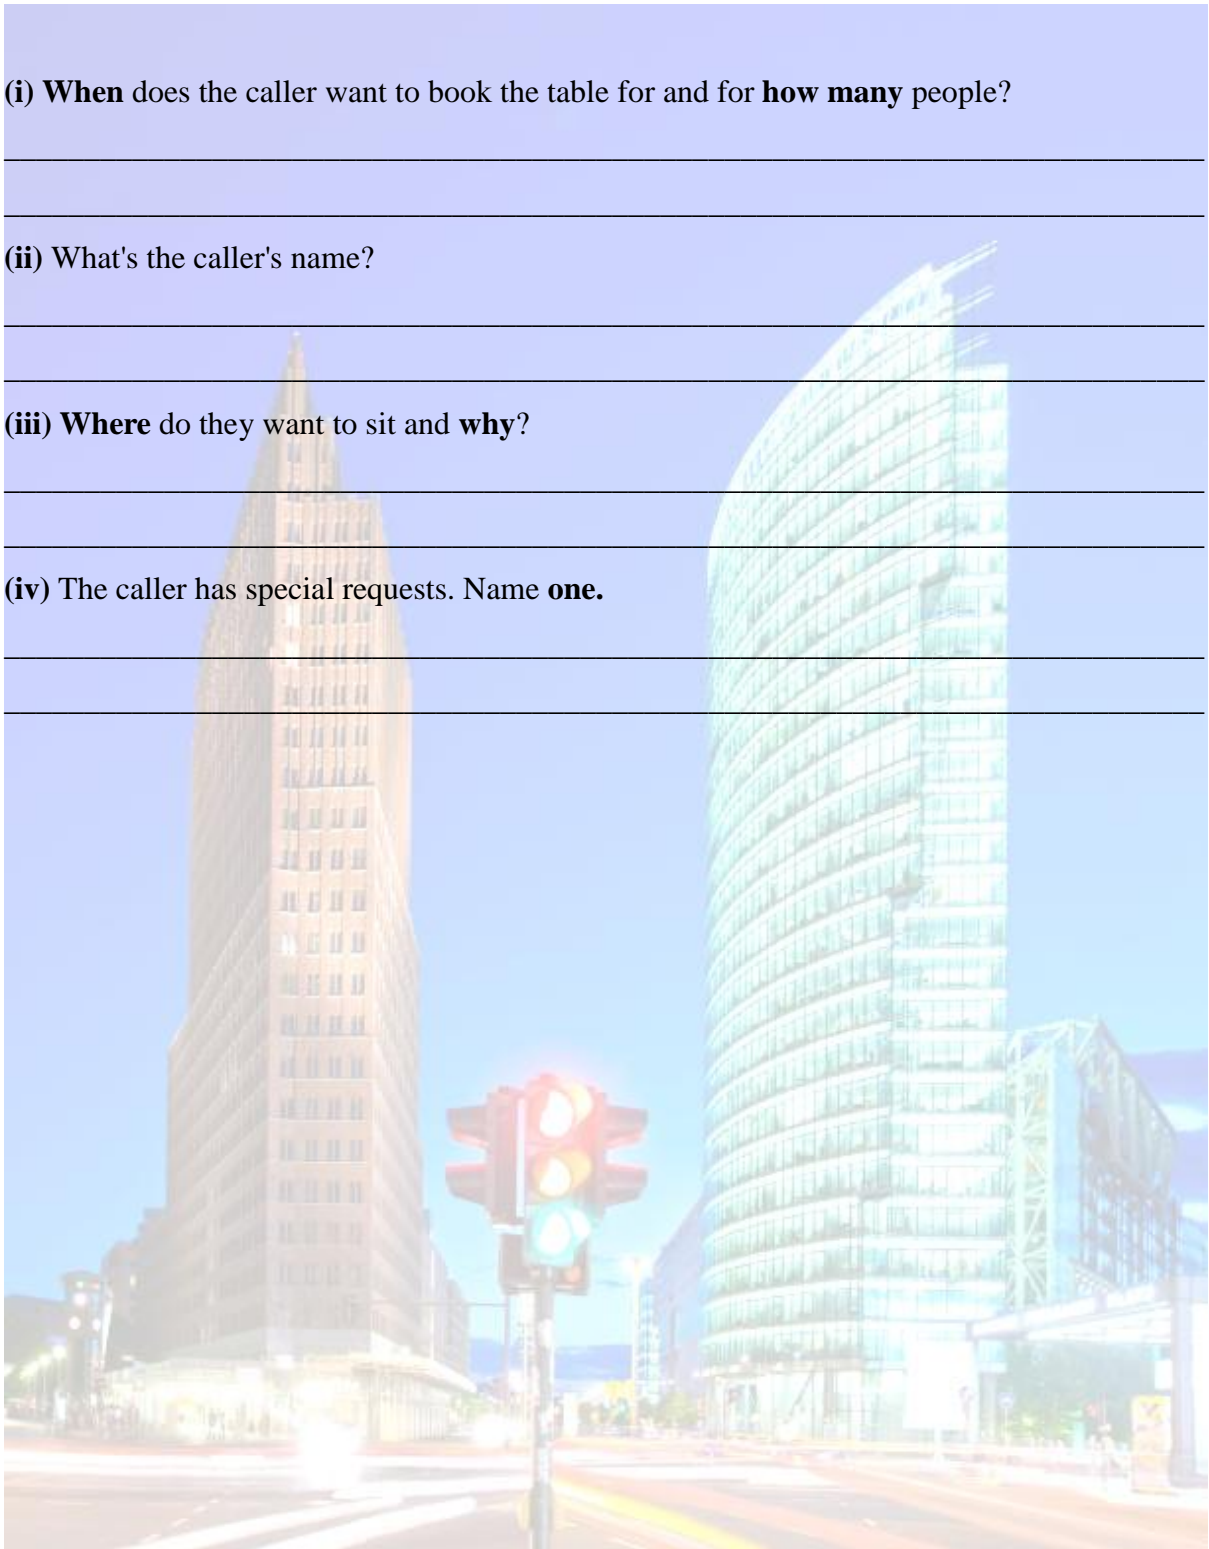 (i) When does the caller want to book the table for and for how many people?
(ii) What's the caller's name?
(iii) Where do they want to sit and why?
(iv) The caller has special requests. Name one.